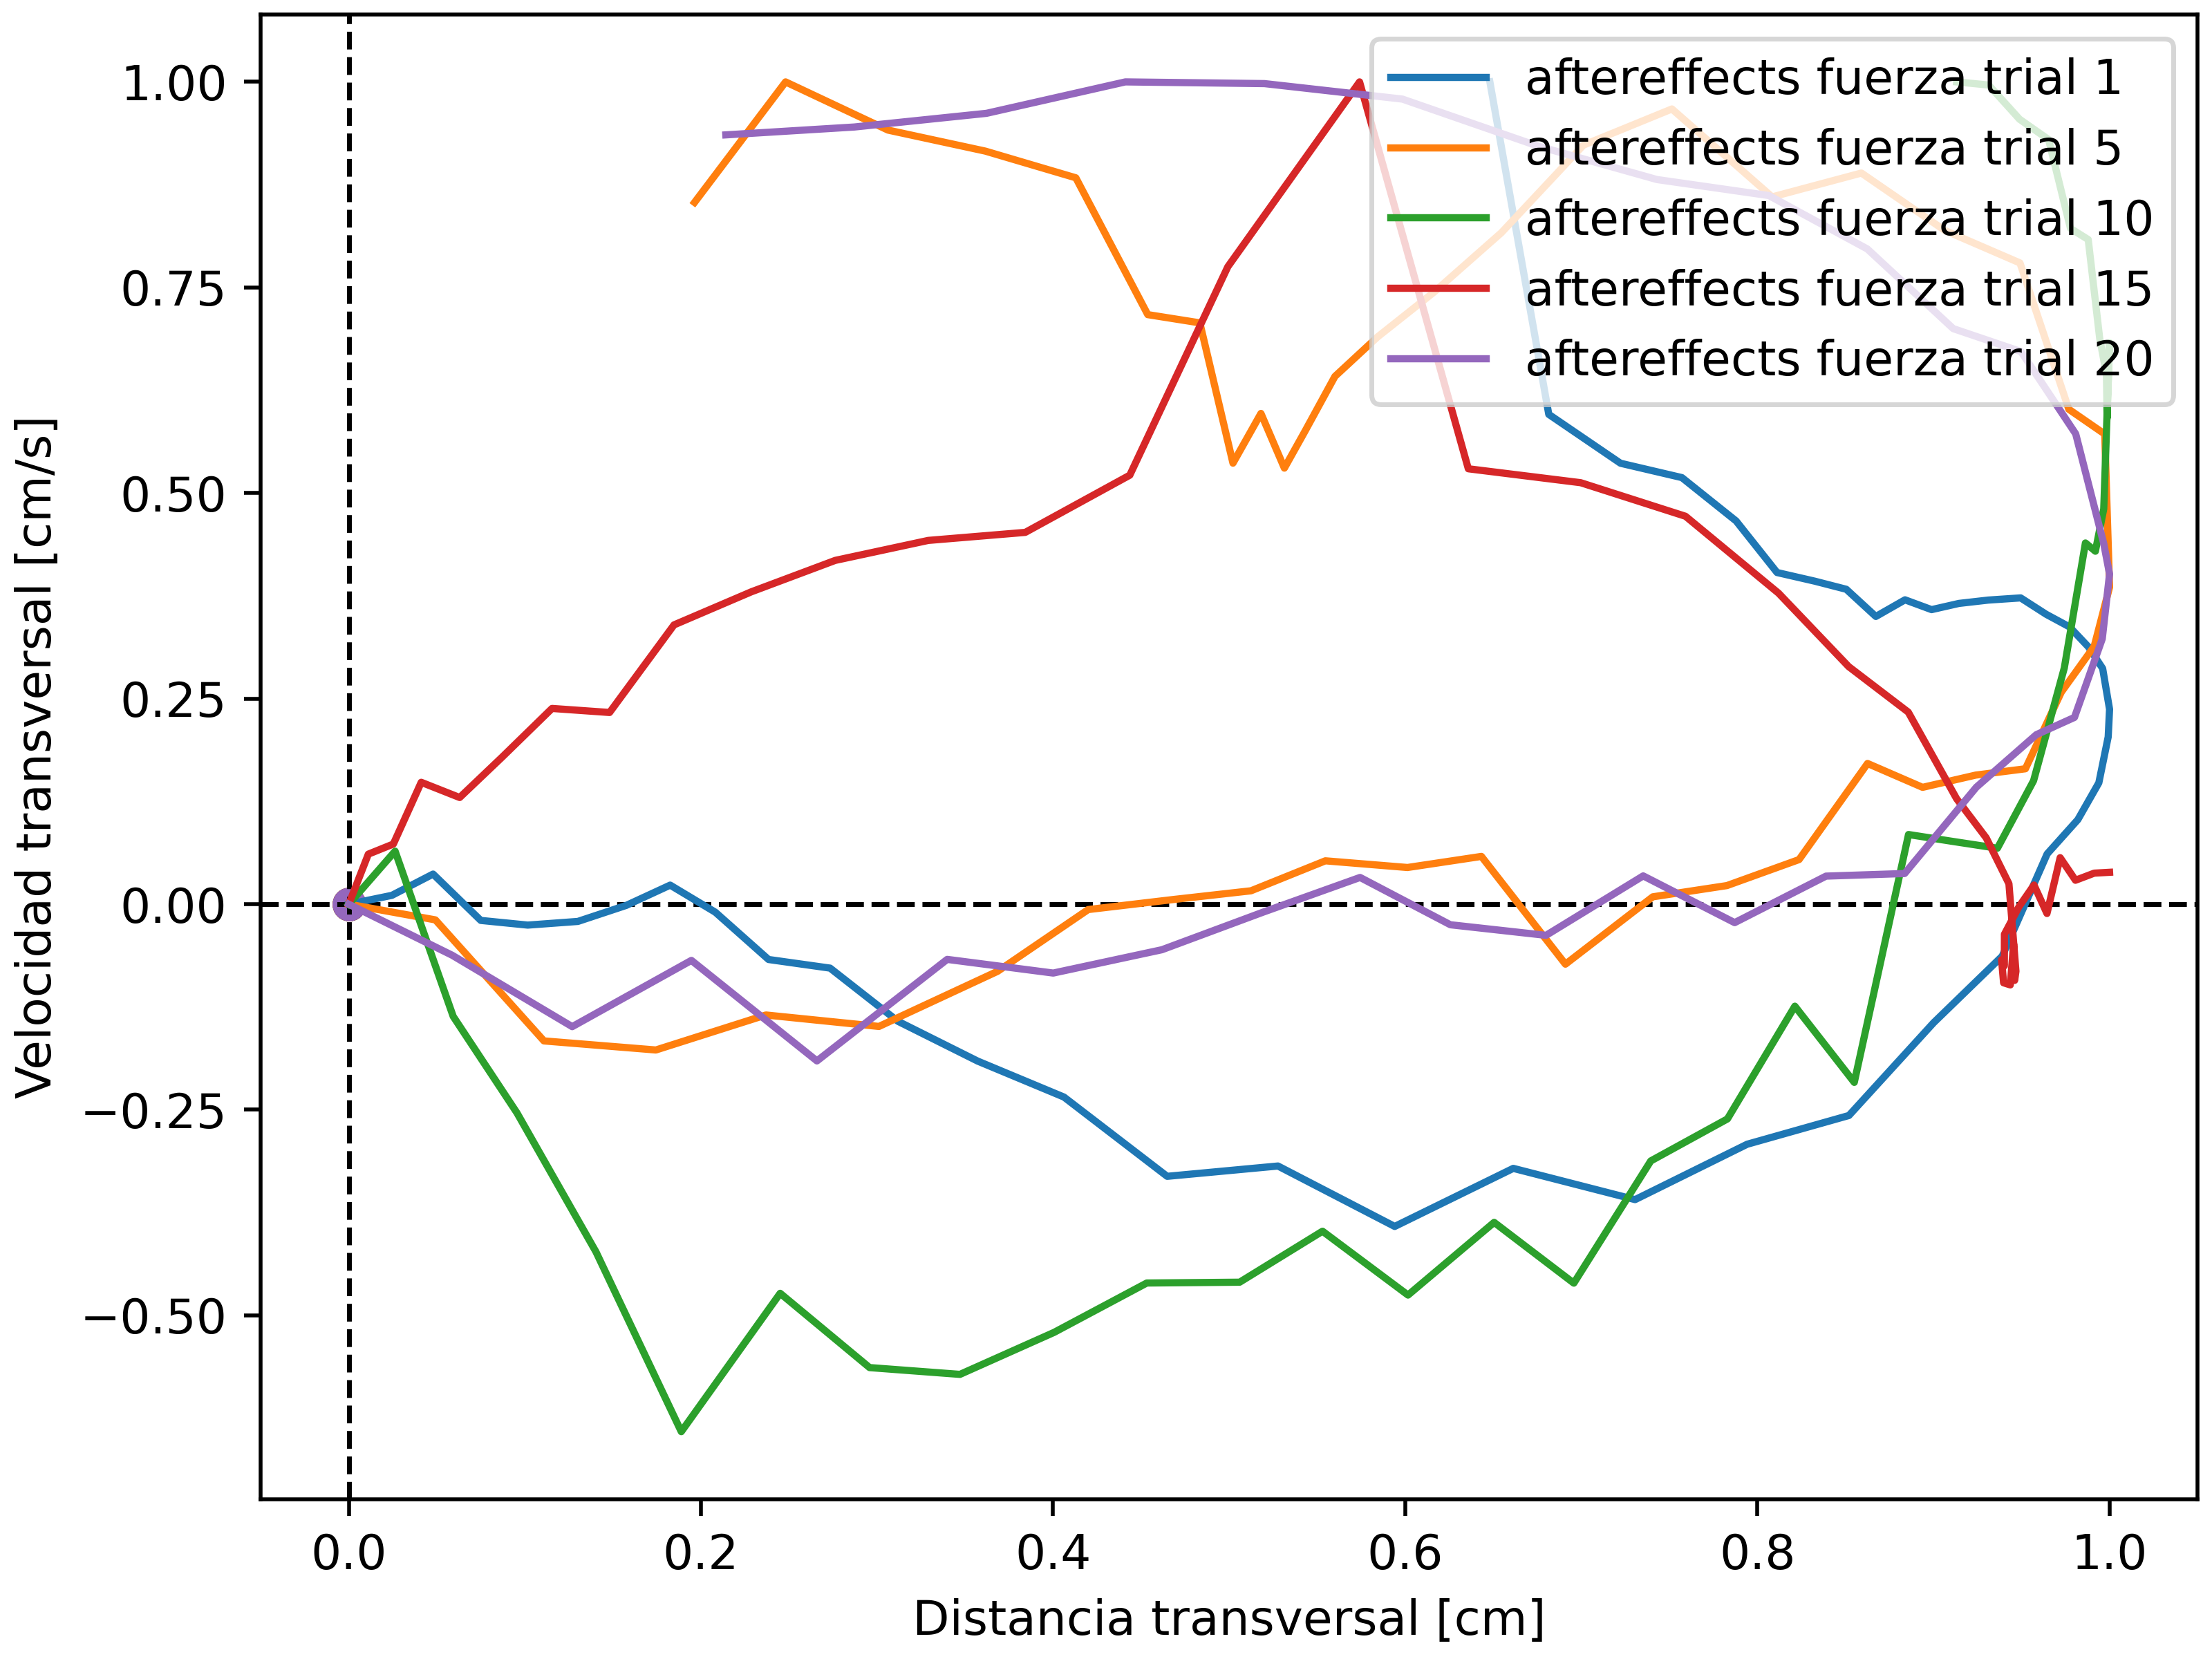 aftereffects fuerza trial 1
aftereffects fuerza trial 5
aftereffects fuerza trial 10
aftereffects fuerza trial 15
aftereffects fuerza trial 20
1.00
0.75
0.50
0.25
0.00
−0.25
−0.50
Velocidad transversal [cm/s]
0.0 0.2 0.4 0.6 0.8 1.0
Distancia transversal [cm]